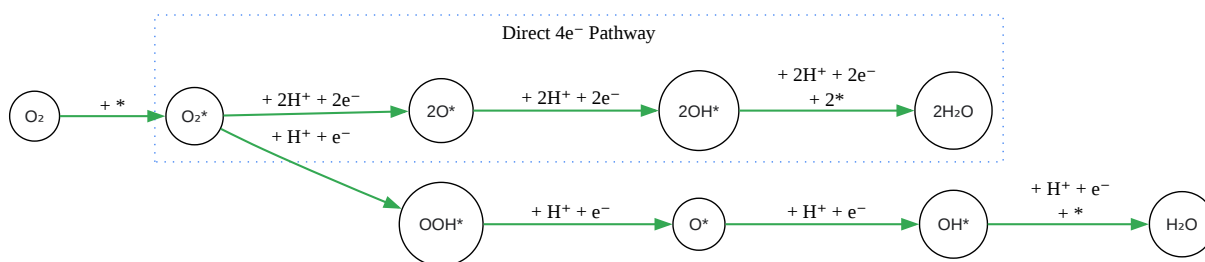 Direct 4e⁻ Pathway
O₂
+ *
O₂*
+ 2H⁺ + 2e⁻
2O*
+ 2H⁺ + 2e⁻
2OH*
+ 2H⁺ + 2e⁻
+ 2*
2H₂O
+ H⁺ + e⁻
OOH*
+ H⁺ + e⁻
O*
+ H⁺ + e⁻
OH*
+ H⁺ + e⁻
+ *
H₂O